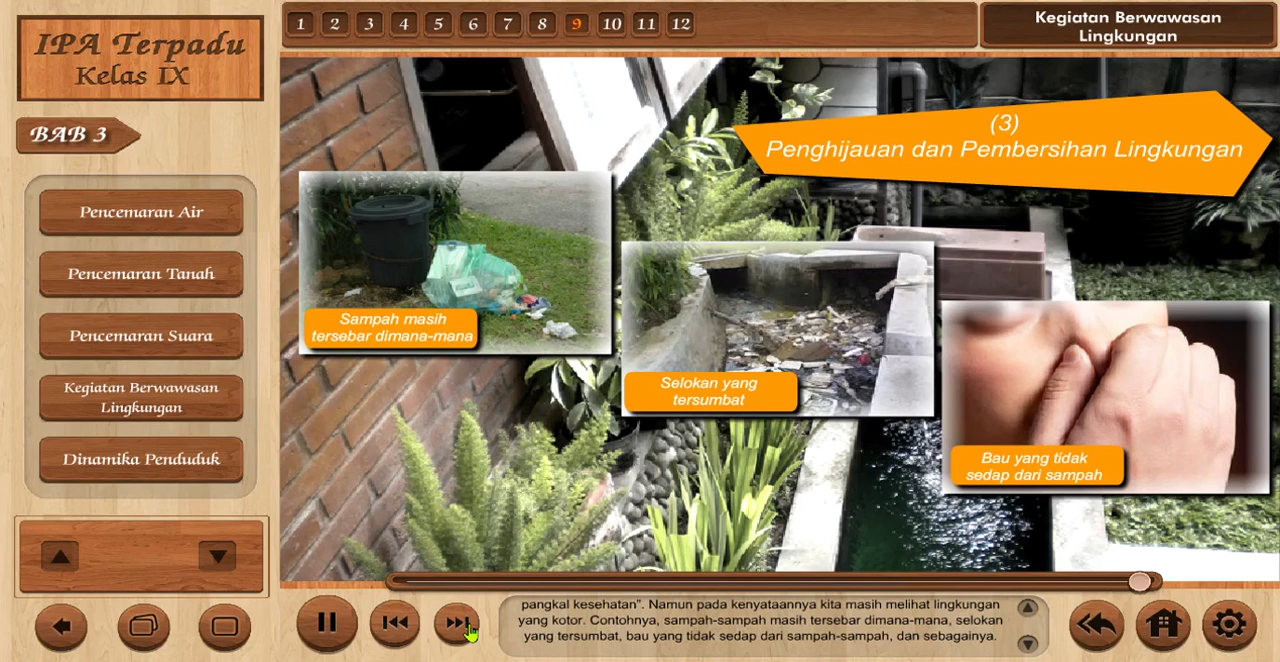 IPA Terpadu
Kelas IX
BAB 3
Pencemaran Air
Pencemaran Tanah
Pencemaran Suara
Kegiatan Berwawasan
Lingkungan
Dinamika Penduduk
1 2 3 4 5 6 7 8 9 10 11 12
Kegiatan Berwawasan
Lingkungan
(3)
Penghijauan dan Pembersihan Lingkungan
Sampah masih
tersebar dimana-mana
Selokan yang
tersumbat
Bau yang tidak
sedap dari sampah
pangkal kesehatan". Namun pada kenyataannya kita masih melihat lingkungan
yang kotor. Contohnya, sampah-sampah masih tersebar dimana-mana, selokan
yang tersumbat, bau yang tidak sedap dari sampah-sampah, dan sebagainya.